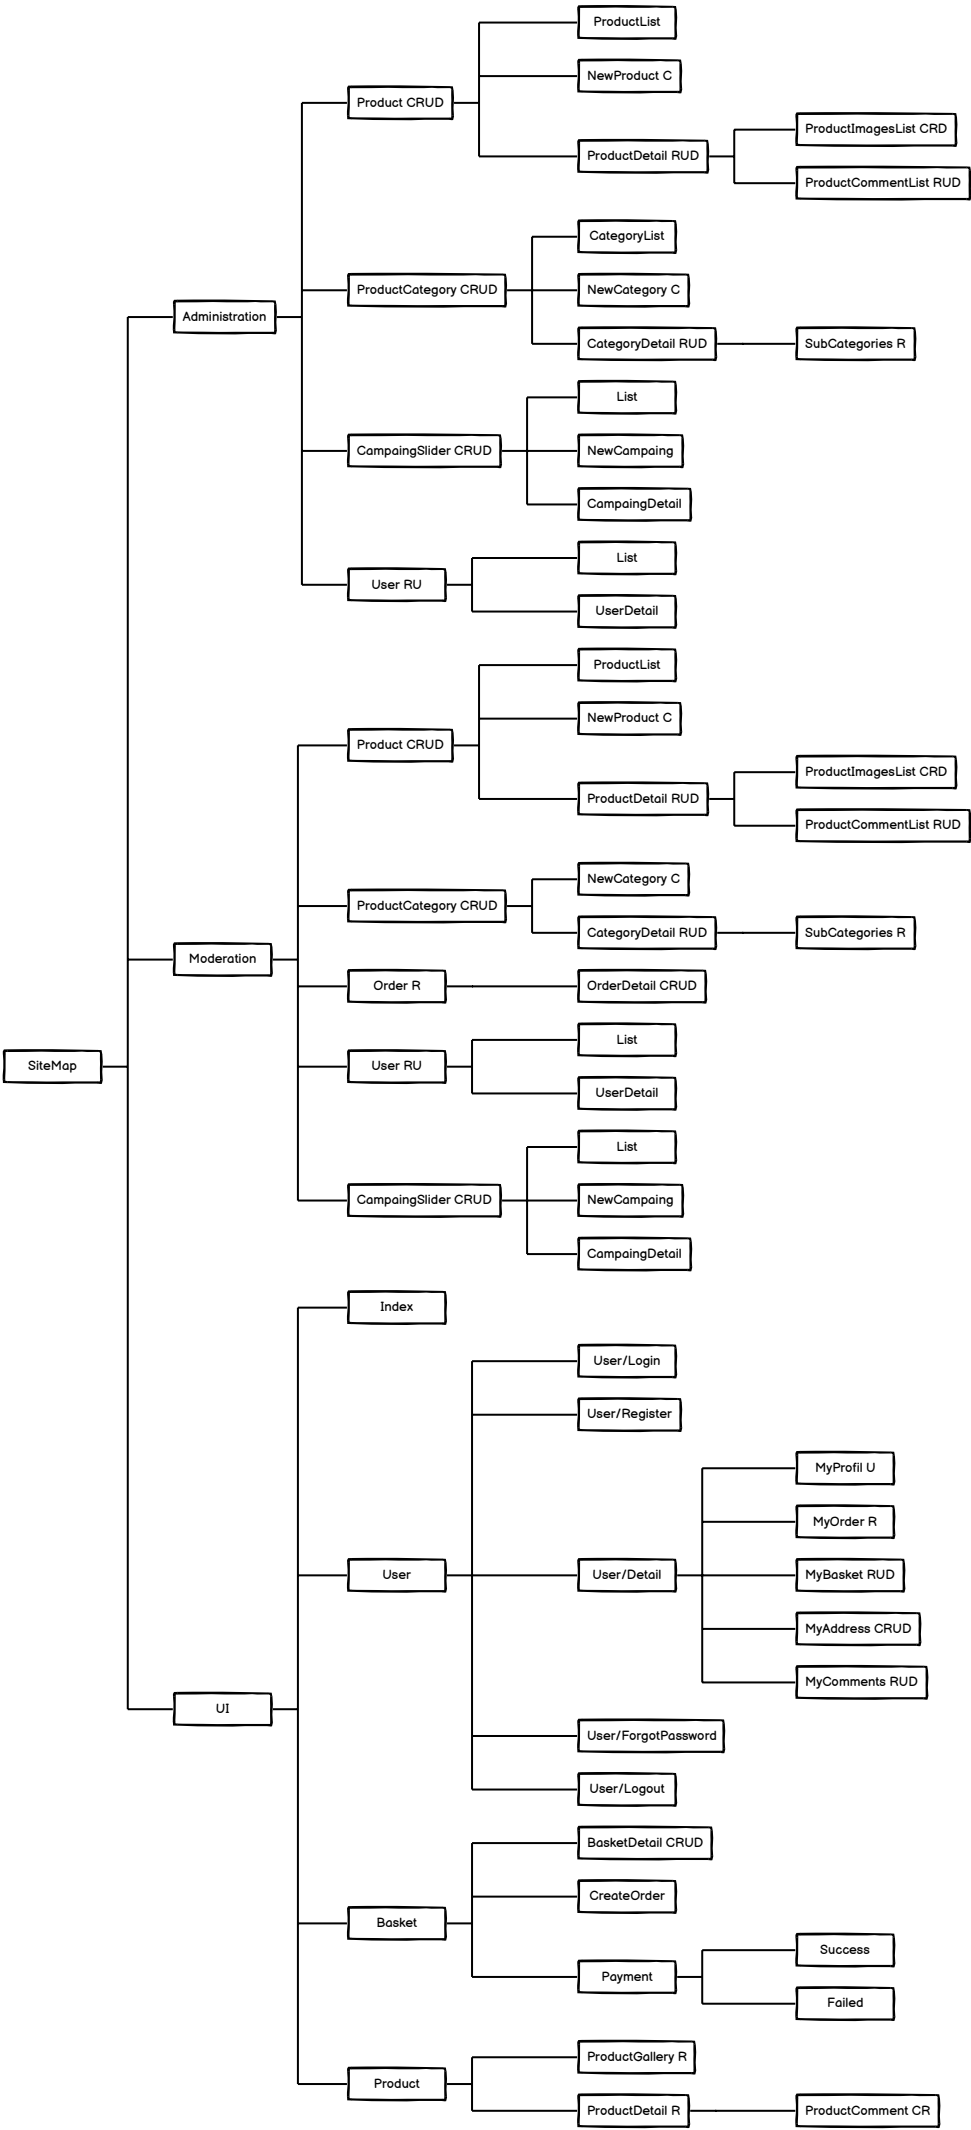 ProductList
NewProduct C
Product CRUD
ProductImagesList CRD
ProductDetail RUD
ProductCommentList RUD
CategoryList
ProductCategory CRUD
NewCategory C
Administration
CategoryDetail RUD
SubCategories R
List
CampaingSlider CRUD
NewCampaing
CampaingDetail
List
User RU
UserDetail
ProductList
NewProduct C
Product CRUD
ProductImagesList CRD
ProductDetail RUD
ProductCommentList RUD
NewCategory C
ProductCategory CRUD
CategoryDetail RUD
SubCategories R
Moderation
Order R
OrderDetail CRUD
List
SiteMap
User RU
UserDetail
List
CampaingSlider CRUD
NewCampaing
CampaingDetail
Index
User/Login
User/Register
MyProfil U
MyOrder R
User
User/Detail
MyBasket RUD
MyAddress CRUD
MyComments RUD
UI
User/ForgotPassword
User/Logout
BasketDetail CRUD
CreateOrder
Basket
Success
Payment
Failed
ProductGallery R
Product
ProductDetail R
ProductComment CR